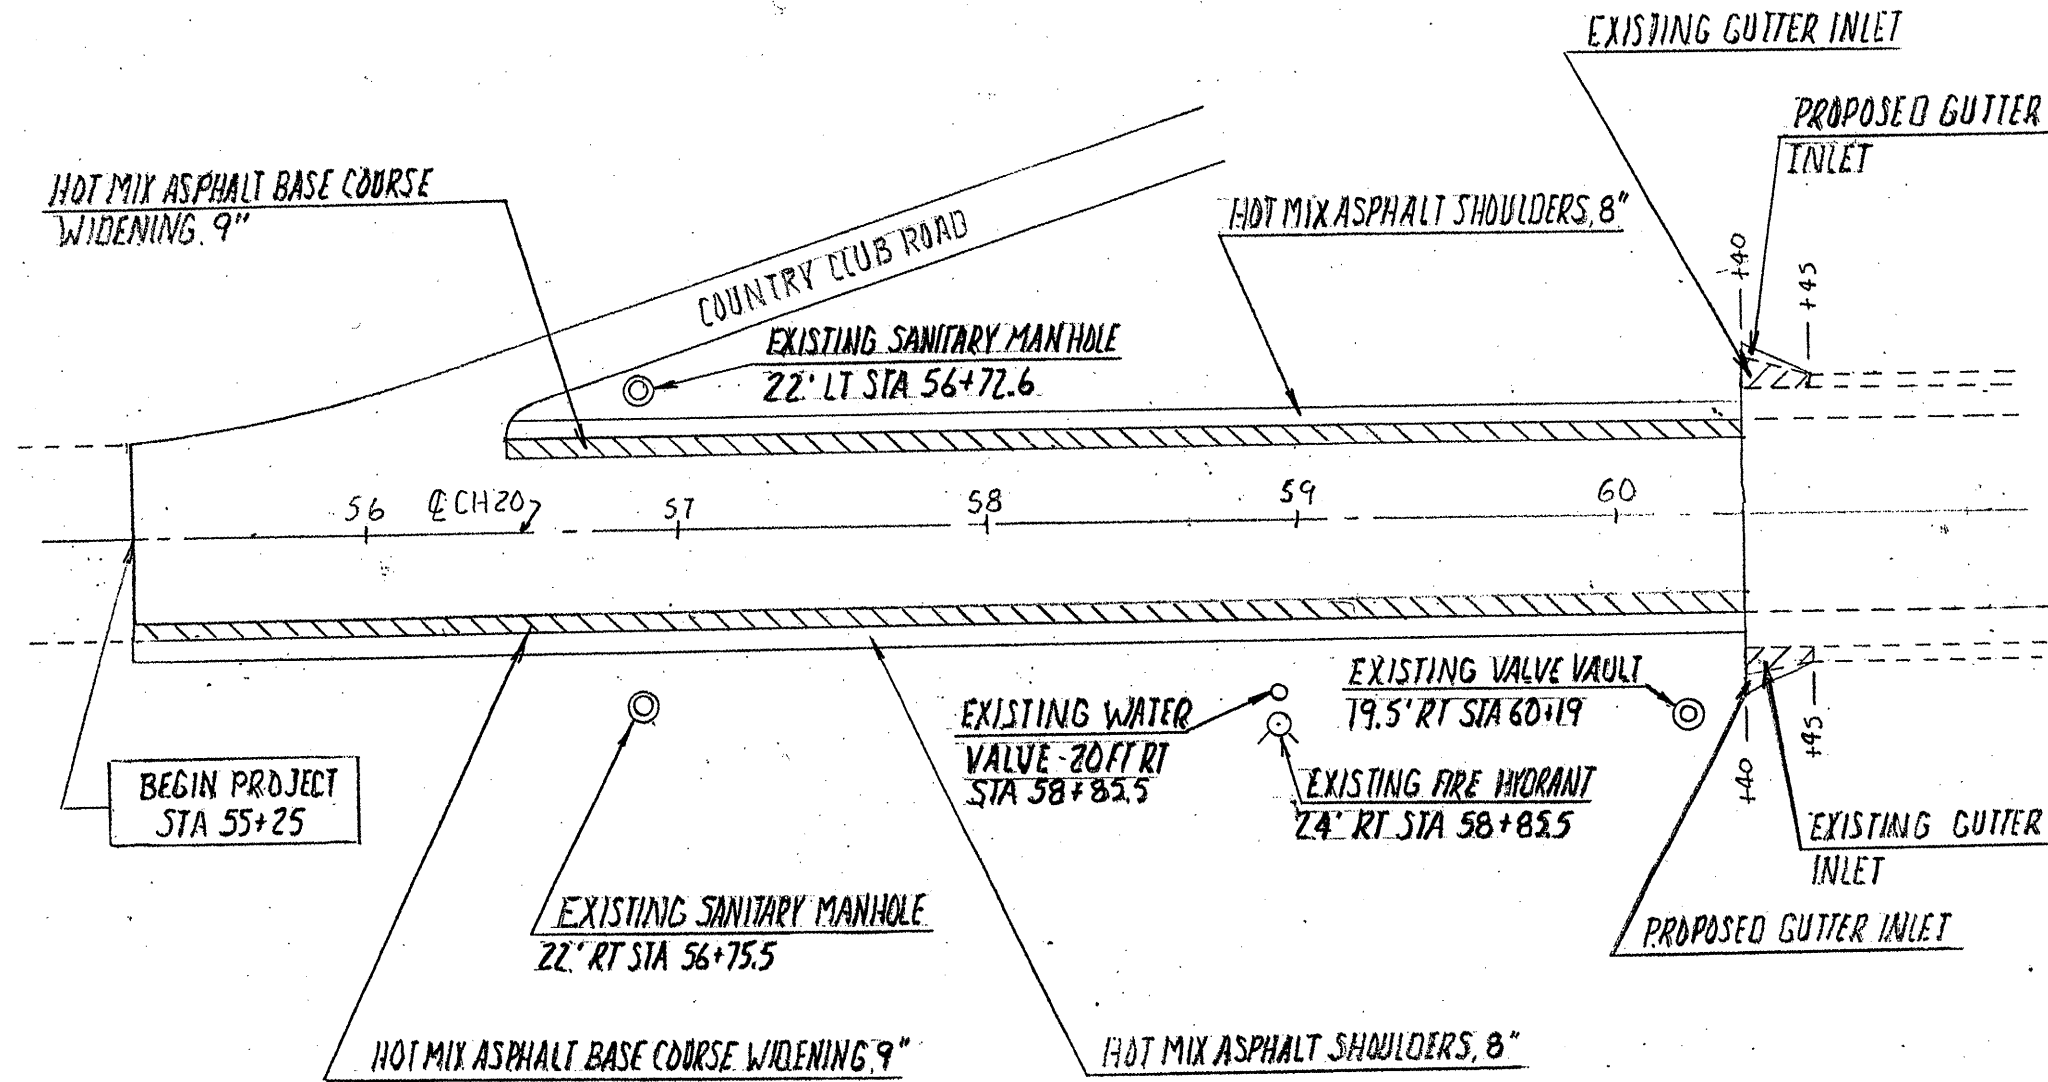 EXISTING GUTTER INLET
PROPOSED GUTTER
INLET
HOT MIX ASPHALT BASE COURSE
WIDENING, 9"
HOT MIX ASPHALT SHOULDERS, 8"
COUNTRY CLUB ROAD
+40
+45
EXISTING SANITARY MANHOLE
22' LT STA 56+72.6
56
℄ CH 20
57
58
59
60
BEGIN PROJECT
STA 55+25
EXISTING WATER
VALVE - 20 FT RT
STA 58+85.5
EXISTING VALVE VAULT
19.5' RT STA 60+19
EXISTING FIRE HYDRANT
24' RT STA 58+85.5
+40
+45
EXISTING GUTTER
INLET
EXISTING SANITARY MANHOLE
22' RT STA 56+75.5
PROPOSED GUTTER INLET
HOT MIX ASPHALT BASE COURSE WIDENING, 9"
HOT MIX ASPHALT SHOULDERS, 8"